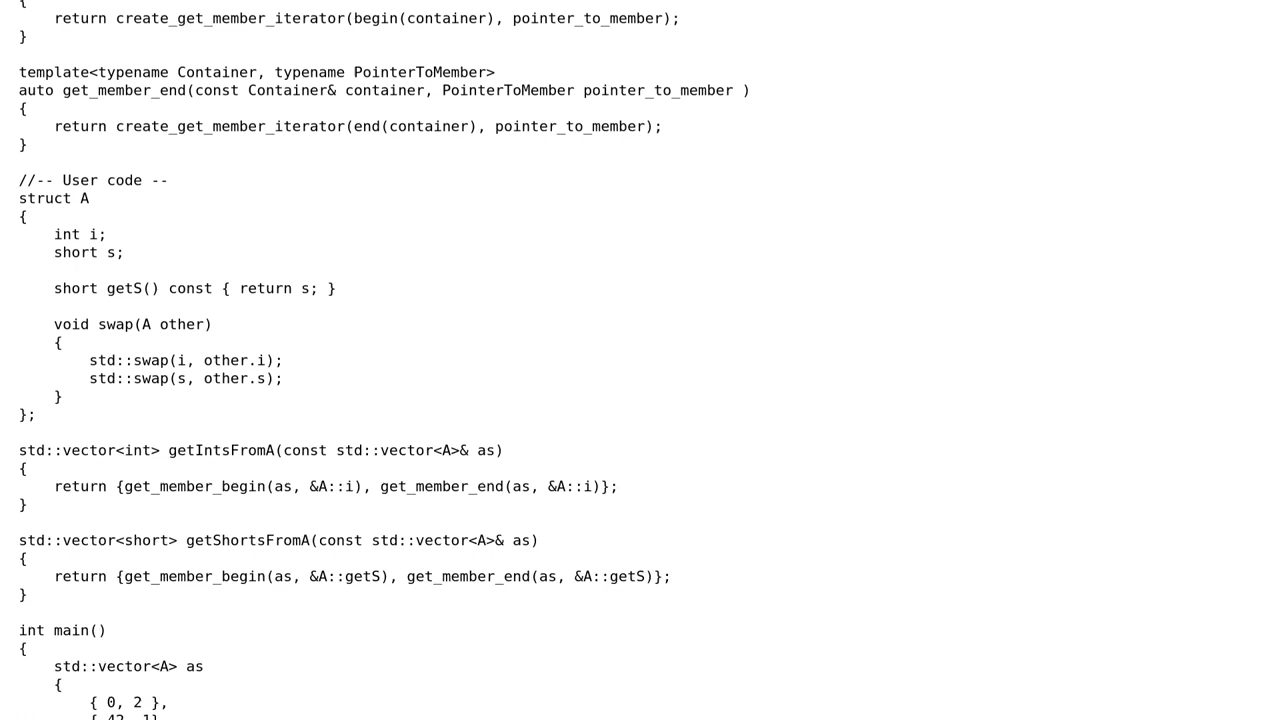 {
    return create_get_member_iterator(begin(container), pointer_to_member);
}

template<typename Container, typename PointerToMember>
auto get_member_end(const Container& container, PointerToMember pointer_to_member )
{
    return create_get_member_iterator(end(container), pointer_to_member);
}

//-- User code --
struct A
{
    int i;
    short s;

    short getS() const { return s; }

    void swap(A other)
    {
        std::swap(i, other.i);
        std::swap(s, other.s);
    }
};

std::vector<int> getIntsFromA(const std::vector<A>& as)
{
    return {get_member_begin(as, &A::i), get_member_end(as, &A::i)};
}

std::vector<short> getShortsFromA(const std::vector<A>& as)
{
    return {get_member_begin(as, &A::getS), get_member_end(as, &A::getS)};
}

int main()
{
    std::vector<A> as
    {
        { 0, 2 },